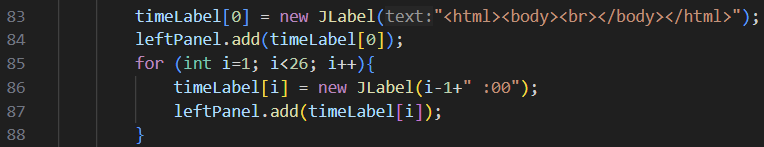 83 timeLabel[0] = new JLabel(text:"<html><body><br></body></html>");
84 leftPanel.add(timeLabel[0]);
85 for (int i=1; i<26; i++){
86 timeLabel[i] = new JLabel(i-1+" :00");
87 leftPanel.add(timeLabel[i]);
88 }